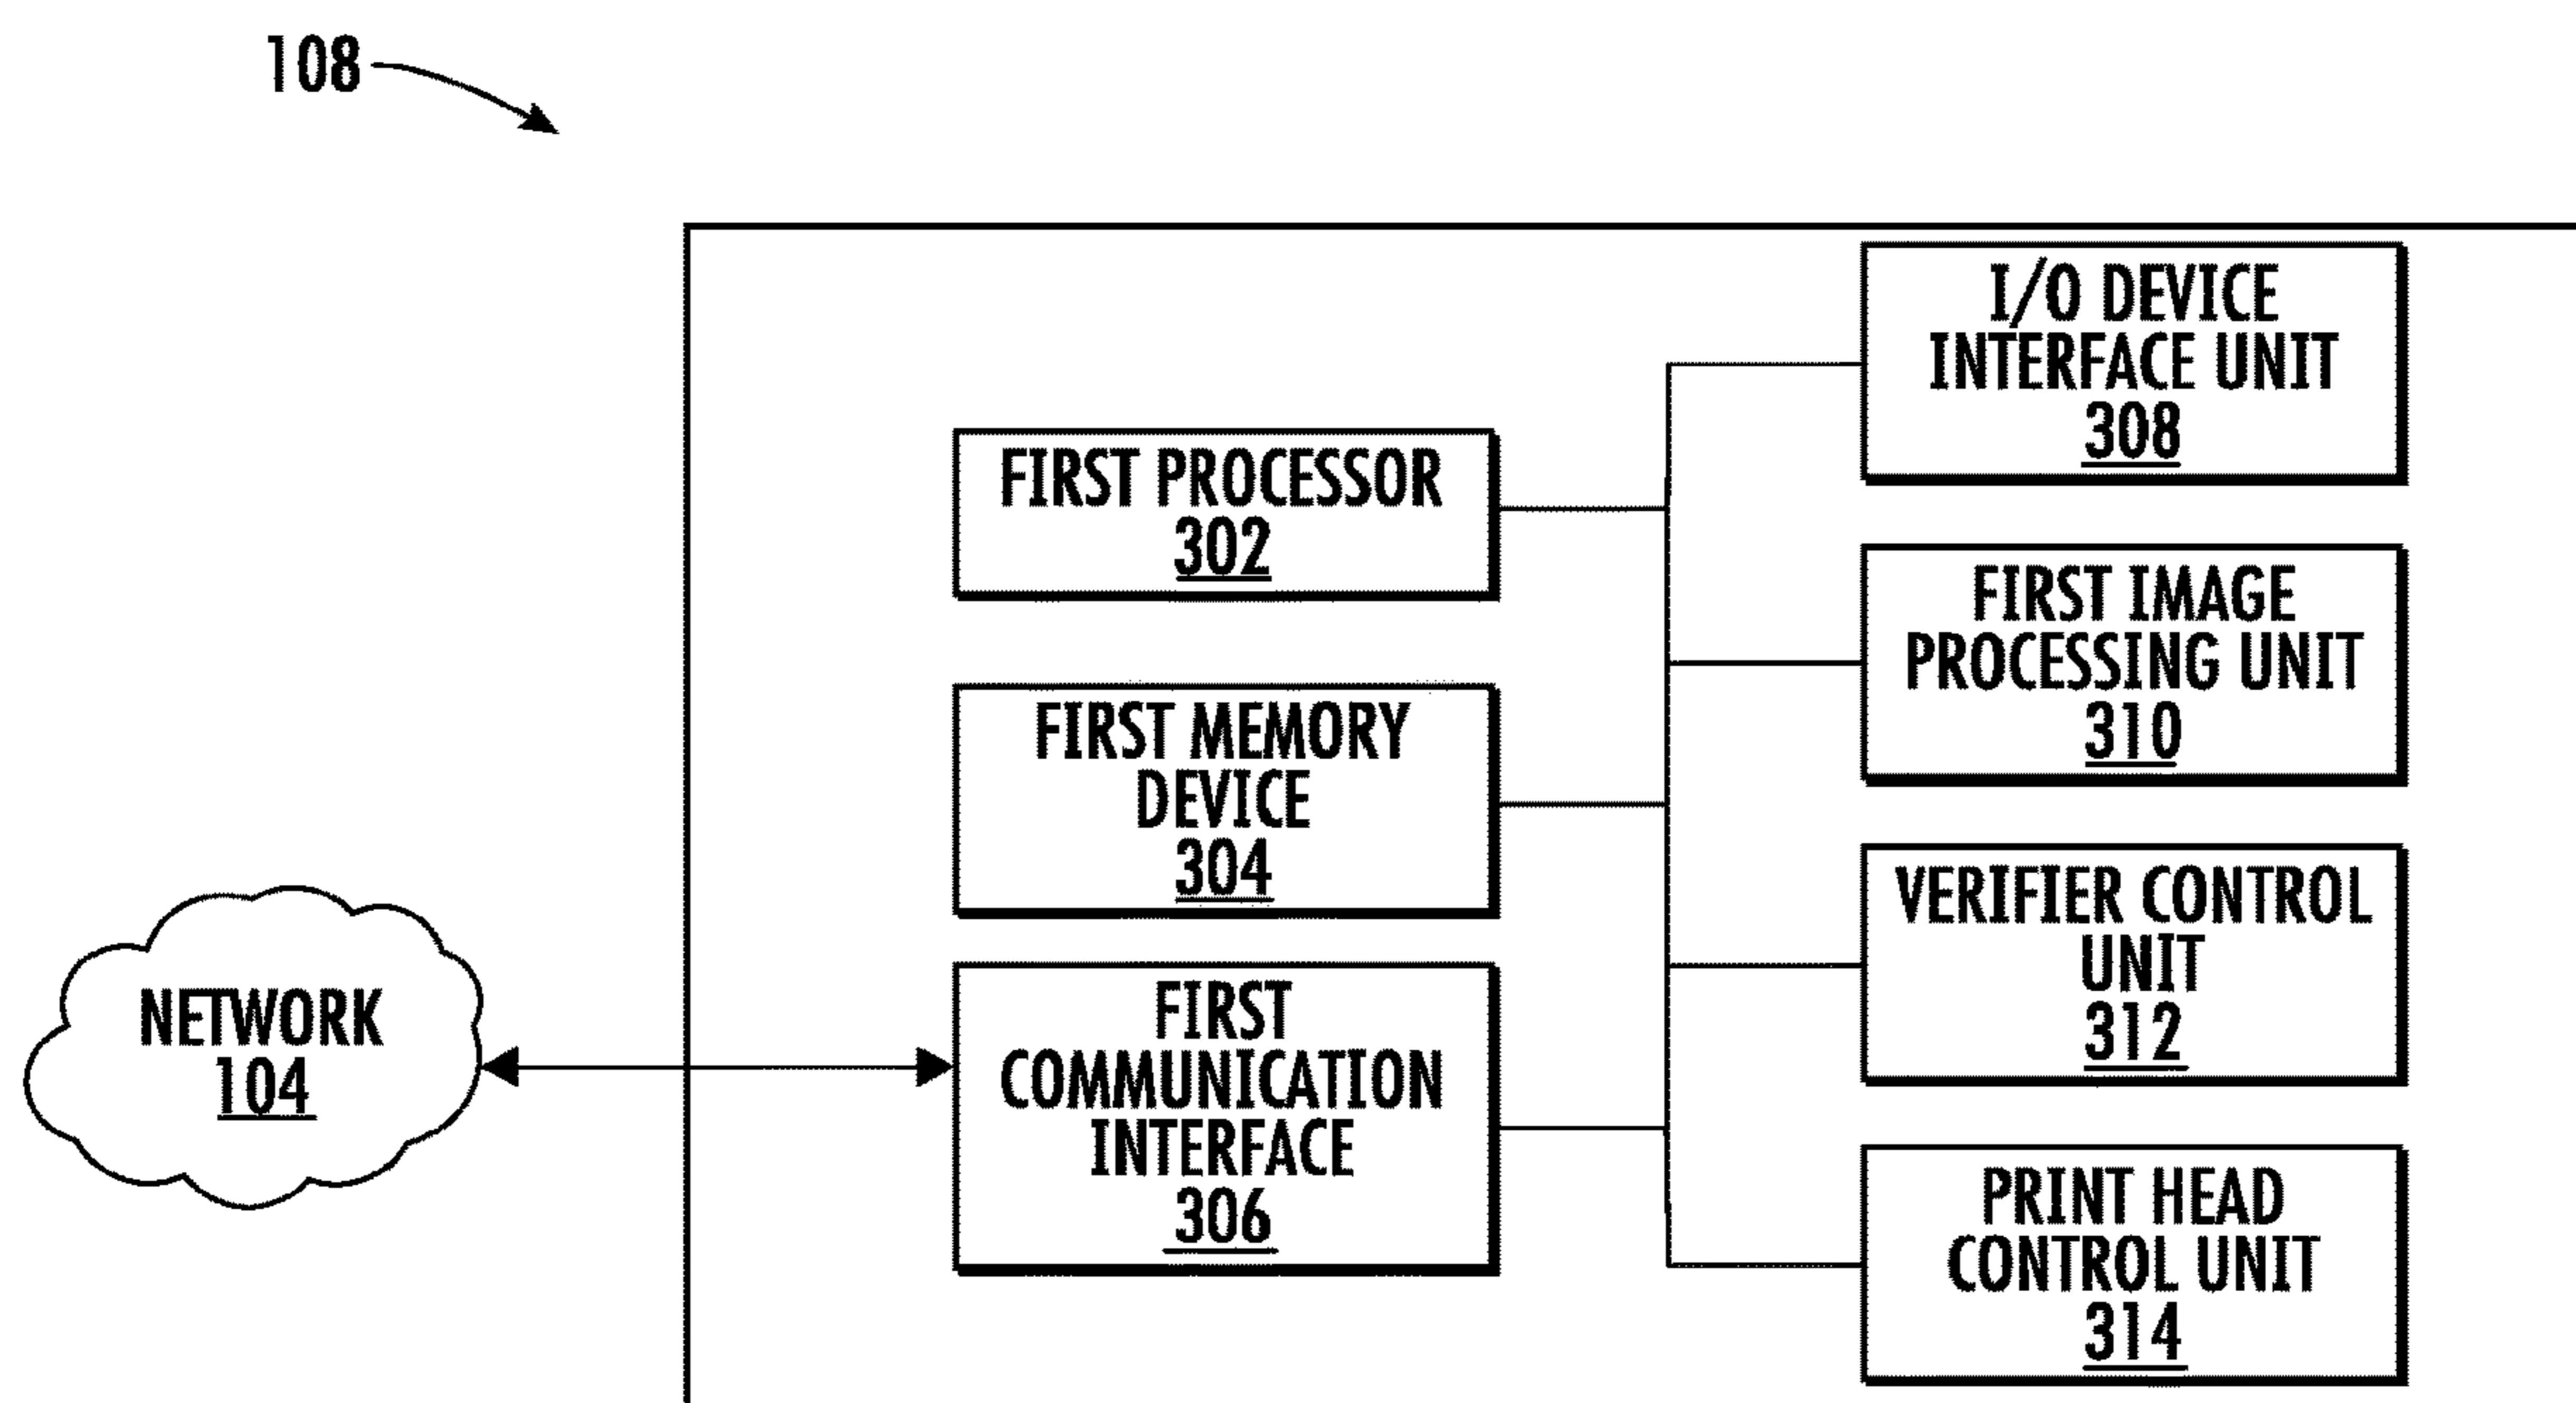 108
I/O DEVICE
INTERFACE UNIT
308
FIRST PROCESSOR
302
FIRST IMAGE
PROCESSING UNIT
310
FIRST MEMORY
DEVICE
304
VERIFIER CONTROL
UNIT
312
NETWORK
104
FIRST
COMMUNICATION
INTERFACE
306
PRINT HEAD
CONTROL UNIT
314